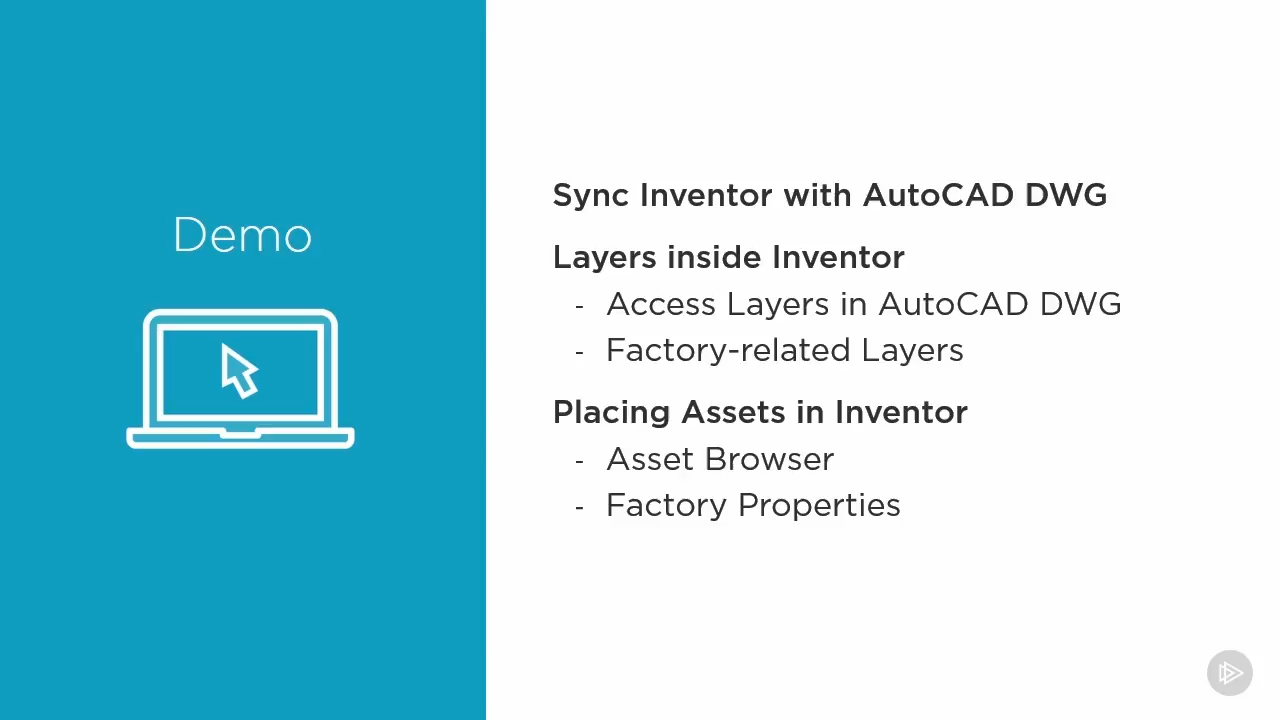 Demo
Sync Inventor with AutoCAD DWG
Layers inside Inventor
- Access Layers in AutoCAD DWG
- Factory-related Layers
Placing Assets in Inventor
- Asset Browser
- Factory Properties